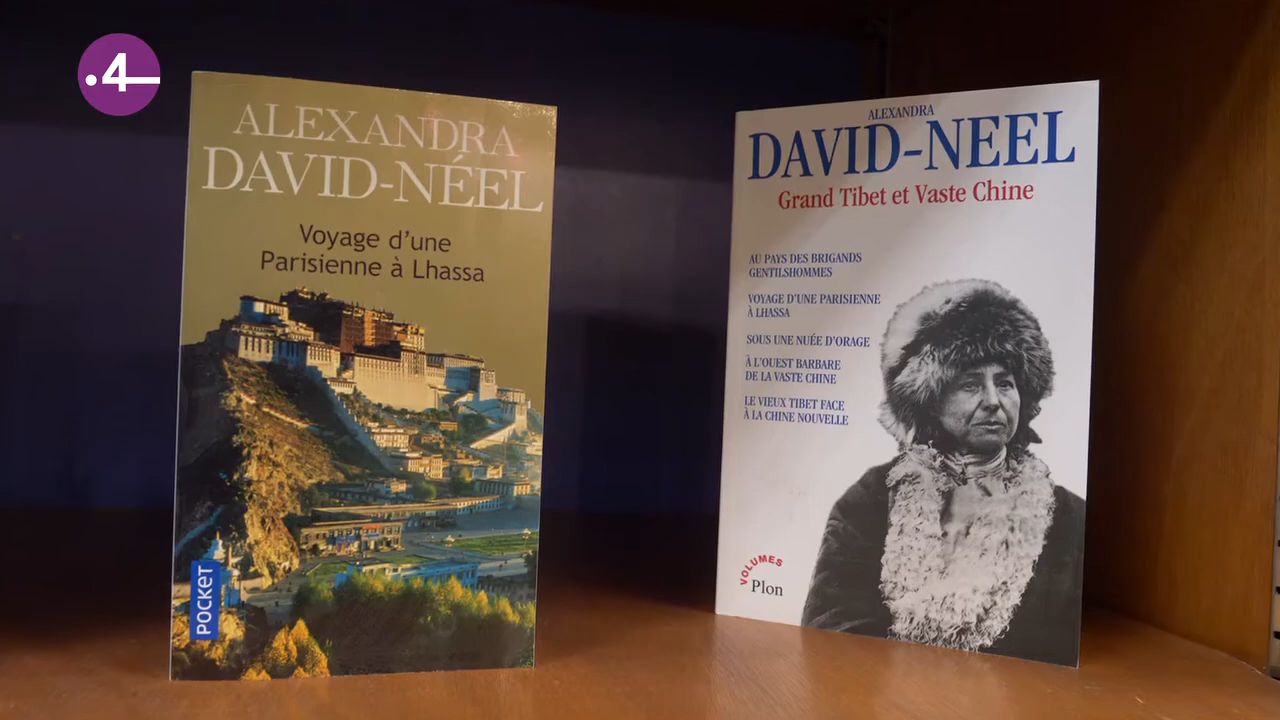 .4
ALEXANDRA
DAVID-NÉEL
Voyage d'une
Parisienne à Lhassa
POCKET
ALEXANDRA
DAVID-NEEL
Grand Tibet et Vaste Chine
AU PAYS DES BRIGANDS
GENTILSHOMMES
VOYAGE D'UNE PARISIENNE
À LHASSA
SOUS UNE NUÉE D'ORAGE
À L'OUEST BARBARE
DE LA VASTE CHINE
LE VIEUX TIBET FACE
À LA CHINE NOUVELLE
VOLUMES
Plon